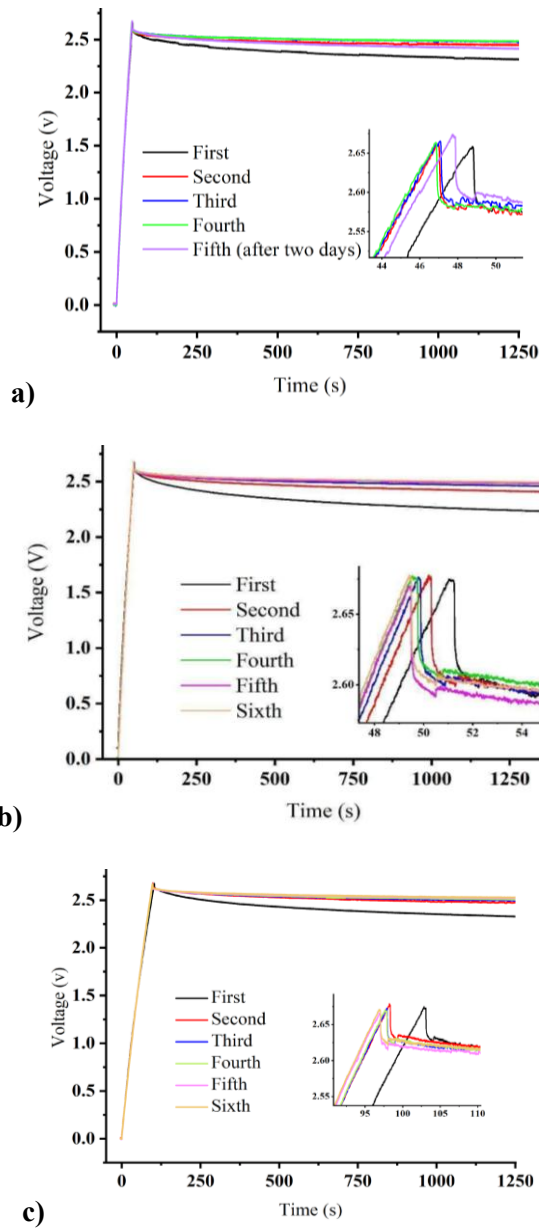 2.5
2.0
1.5
1.0
0.5
0.0
Voltage (v)
First
Second
Third
Fourth
Fifth (after two days)
2.65
2.60
2.55
44 46 48 50
0 250 500 750 1000 1250
Time (s)
a)
2.5
2.0
1.5
1.0
0.5
0.0
Voltage (V)
First
Second
Third
Fourth
Fifth
Sixth
2.65
2.60
48 50 52 54
0 250 500 750 1000 1250
Time (s)
b)
2.5
2.0
1.5
1.0
0.5
0.0
Voltage (v)
First
Second
Third
Fourth
Fifth
Sixth
2.65
2.60
2.55
95 100 105 110
0 250 500 750 1000 1250
Time (s)
c)